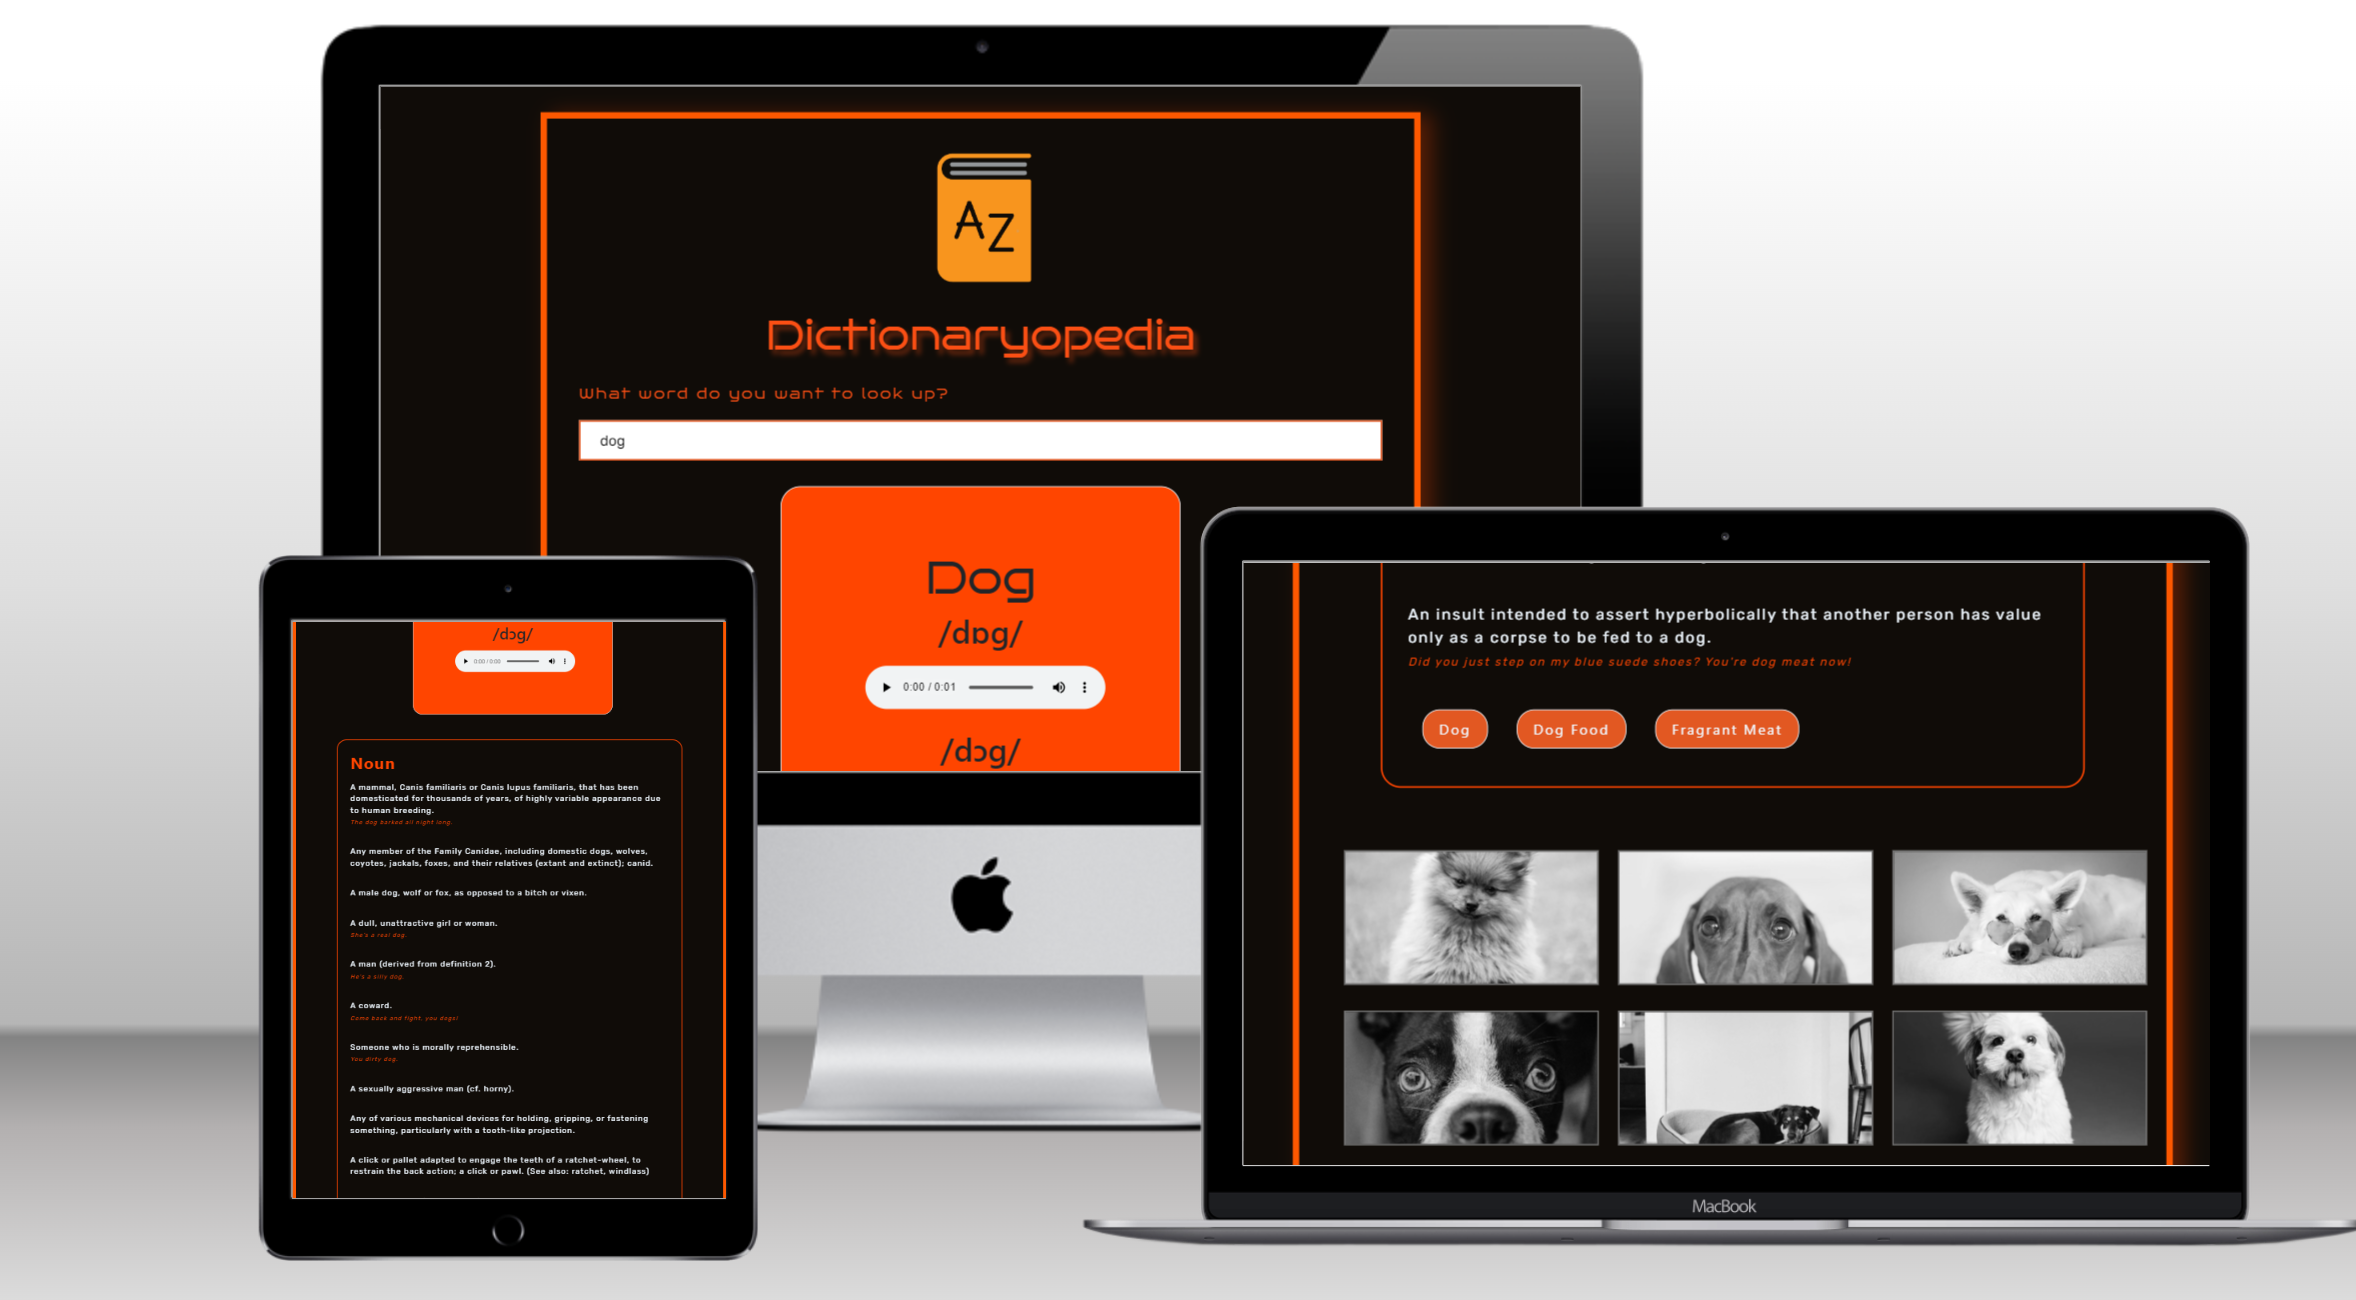 AZ
Dictionaryopedia
What word do you want to look up?
dog
Dog
/dɒg/
0:00 / 0:01
/dɔg/
/dɔg/
0:00 / 0:00
Noun
A mammal, Canis familiaris or Canis lupus familiaris, that has been
domesticated for thousands of years, of highly variable appearance due
to human breeding.
The dog barked all night long.
Any member of the Family Canidae, including domestic dogs, wolves,
coyotes, jackals, foxes, and their relatives (extant and extinct); canid.
A male dog, wolf or fox, as opposed to a bitch or vixen.
A dull, unattractive girl or woman.
She's a real dog.
A man (derived from definition 2).
He's a silly dog.
A coward.
Come back and fight, you dogs!
Someone who is morally reprehensible.
You dirty dog.
A sexually aggressive man (cf. horny).
Any of various mechanical devices for holding, gripping, or fastening
something, particularly with a tooth-like projection.
A click or pallet adapted to engage the teeth of a ratchet-wheel, to
restrain the back action; a click or pawl. (See also: ratchet, windlass)
An insult intended to assert hyperbolically that another person has value
only as a corpse to be fed to a dog.
Did you just step on my blue suede shoes? You're dog meat now!
Dog
Dog Food
Fragrant Meat
MacBook